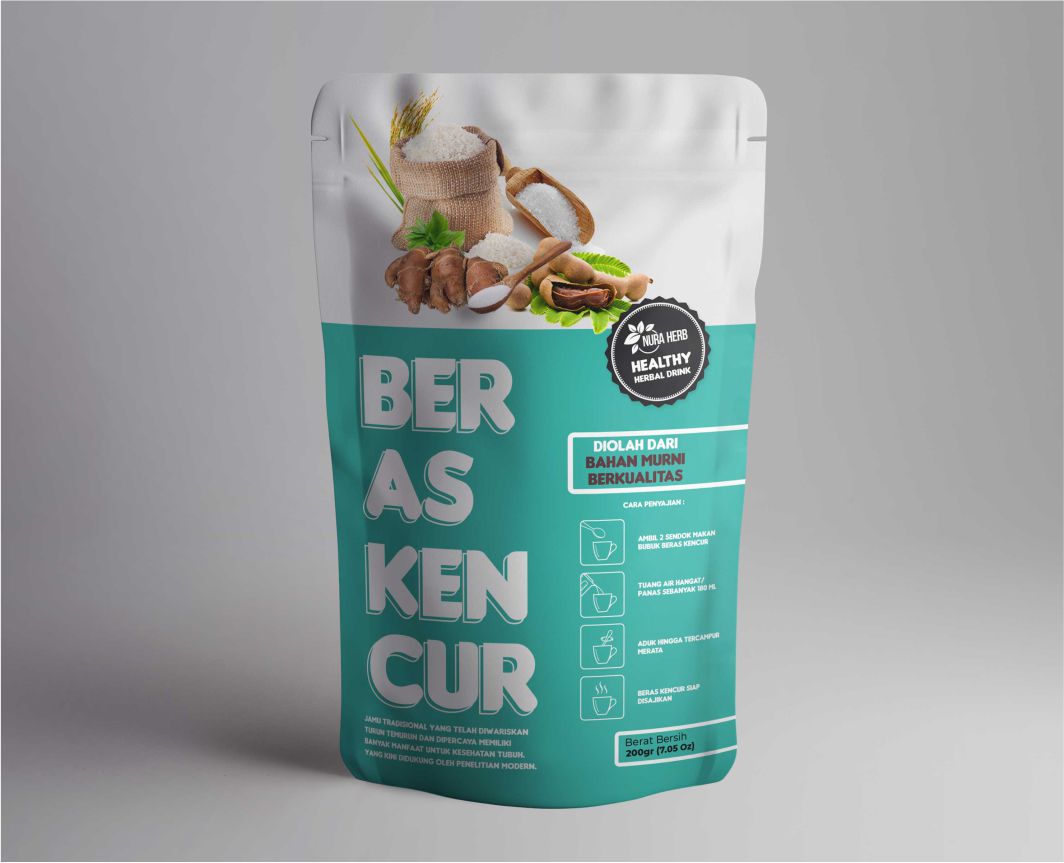 NURA HERB
HEALTHY
HERBAL DRINK
BER
AS
KEN
CUR
JAMU TRADISIONAL YANG TELAH DIWARISKAN
TURUN TEMURUN DAN DIPERCAYA MEMILIKI
BANYAK MANFAAT UNTUK KESEHATAN TUBUH.
YANG KINI DIDUKUNG OLEH PENELITIAN MODERN.
DIOLAH DARI
BAHAN MURNI
BERKUALITAS
CARA PENYAJIAN :
AMBIL 2 SENDOK MAKAN
BUBUK BERAS KENCUR
TUANG AIR HANGAT/
PANAS SEBANYAK 180 ML
ADUK HINGGA TERCAMPUR
MERATA
BERAS KENCUR SIAP
DISAJIKAN
Berat Bersih
200gr (7.05 Oz)